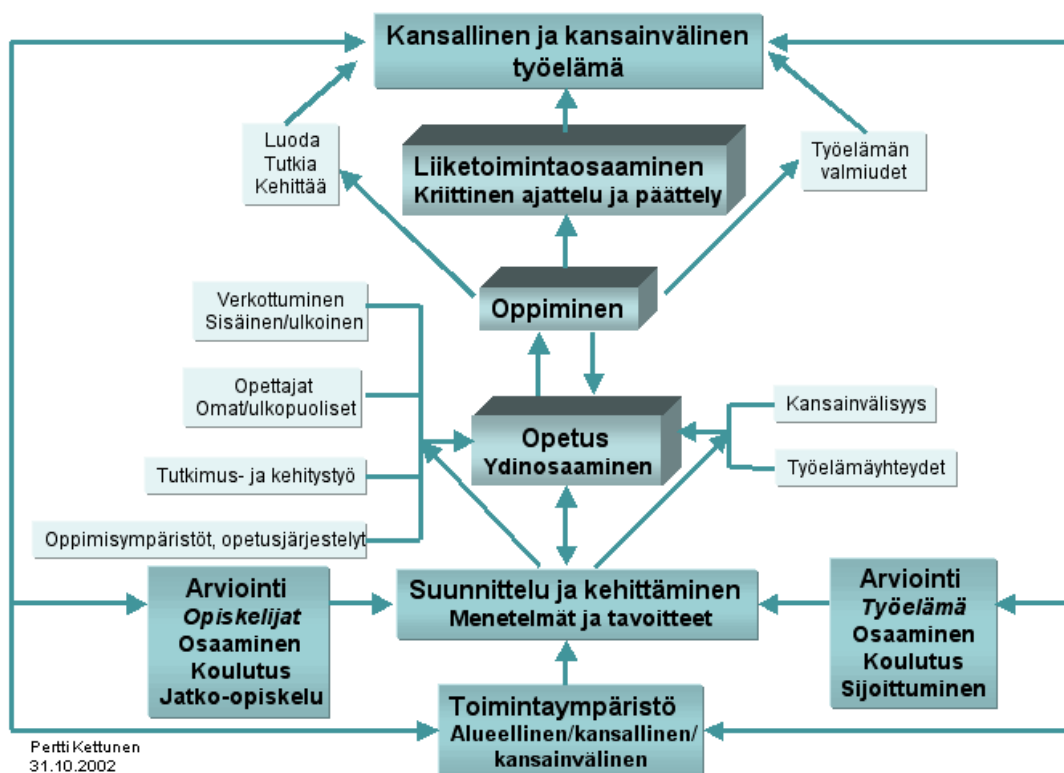 Kansallinen ja kansainvälinen
työelämä
Luoda
Tutkia
Kehittää
Liiketoimintaosaaminen
Kriittinen ajattelu ja päättely
Työelämän
valmiudet
Oppiminen
Verkottuminen
Sisäinen/ulkoinen
Opettajat
Omat/ulkopuoliset
Tutkimus- ja kehitystyö
Oppimisympäristöt, opetusjärjestelyt
Opetus
Ydinosaaminen
Kansainvälisyys
Työelämäyhteydet
Arviointi
Opiskelijat
Osaaminen
Koulutus
Jatko-opiskelu
Suunnittelu ja kehittäminen
Menetelmät ja tavoitteet
Arviointi
Työelämä
Osaaminen
Koulutus
Sijoittuminen
Toimintaympäristö
Alueellinen/kansallinen/
kansainvälinen
Pertti Kettunen
31.10.2002